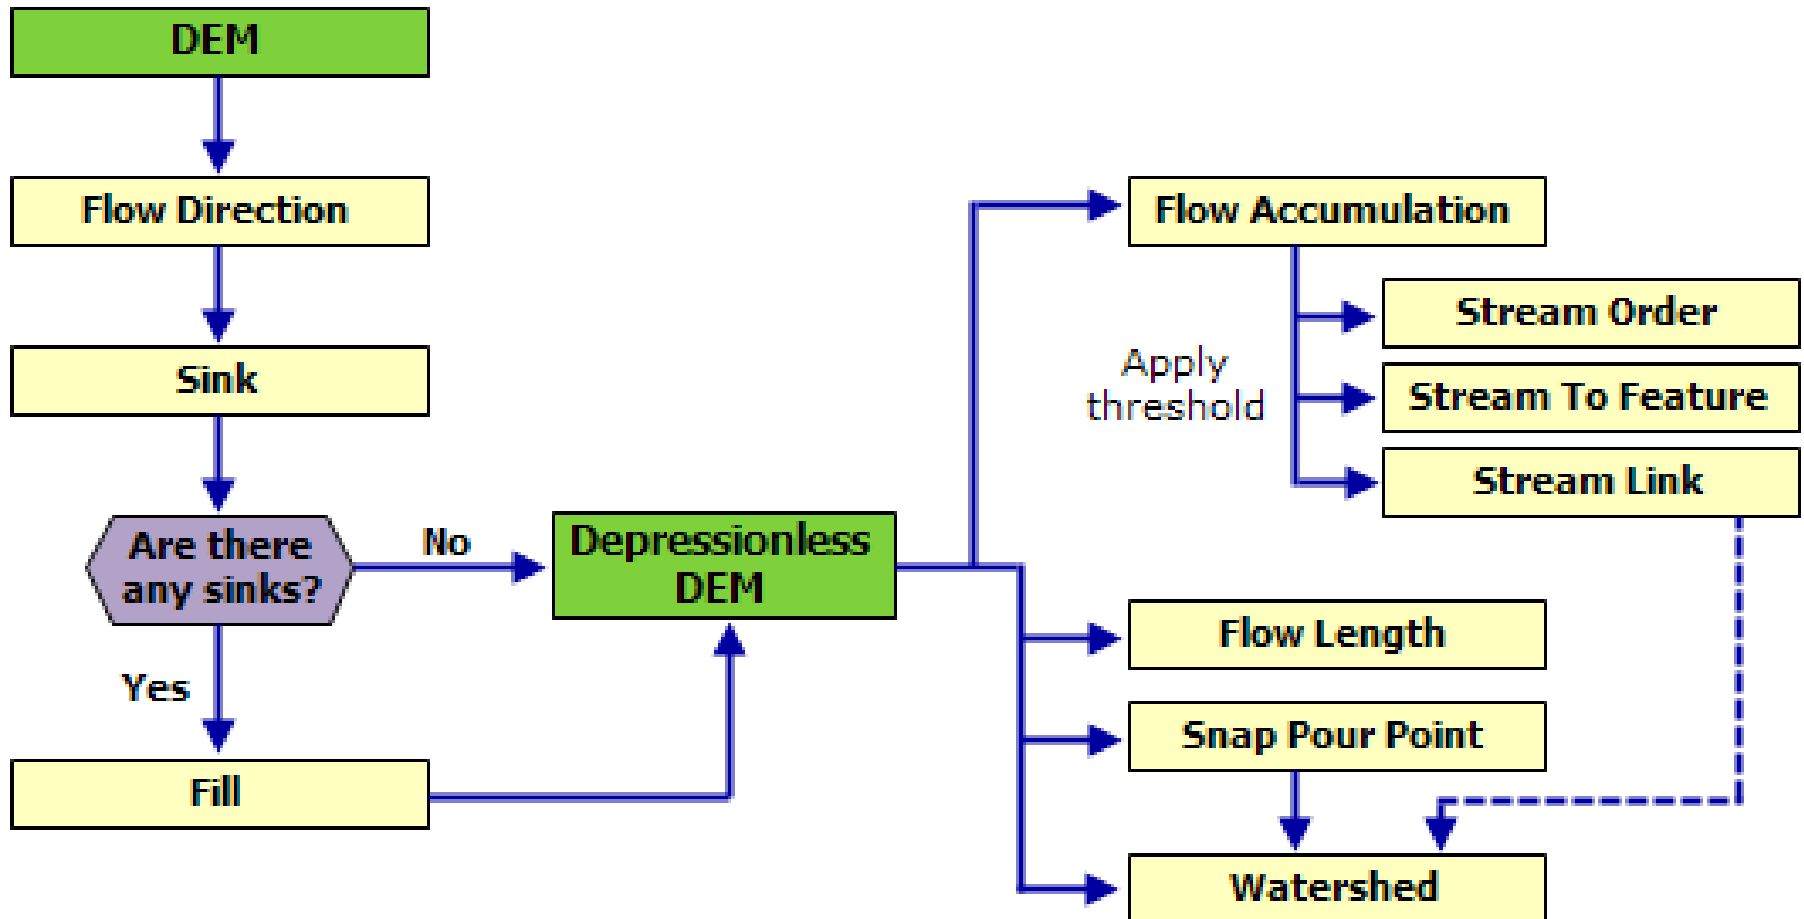 DEM
Flow Direction
Sink
Are there
any sinks?
No
Yes
Fill
Depressionless
DEM
Flow Accumulation
Apply
threshold
Stream Order
Stream To Feature
Stream Link
Flow Length
Snap Pour Point
Watershed